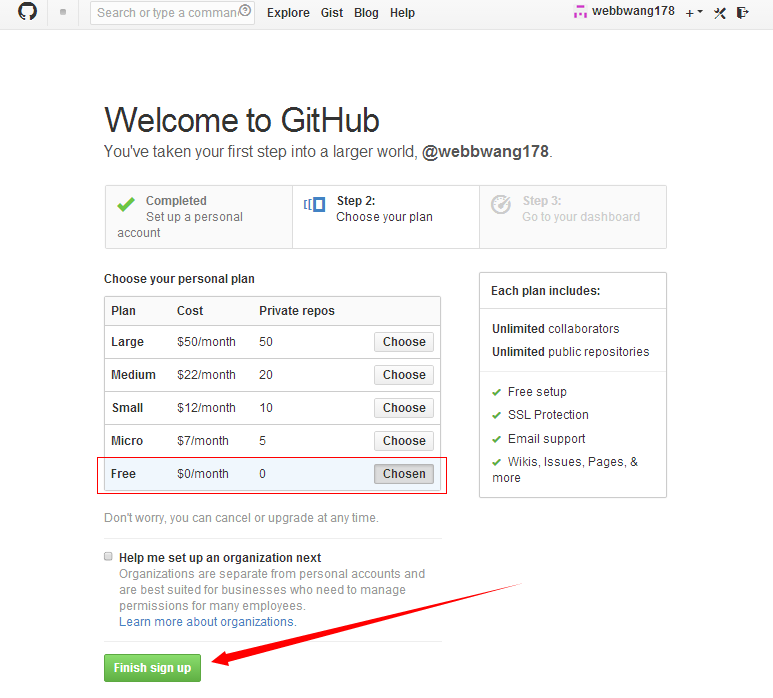 Search or type a comman
Explore Gist Blog Help
webbwang178
Welcome to GitHub
You've taken your first step into a larger world, @webbwang178.
Completed
Set up a personal
account
Step 2:
Choose your plan
Step 3:
Go to your dashboard
Choose your personal plan
Plan Cost Private repos
Large $50/month 50 Choose
Medium $22/month 20 Choose
Small $12/month 10 Choose
Micro $7/month 5 Choose
Free $0/month 0 Chosen
Don't worry, you can cancel or upgrade at any time.
Help me set up an organization next
Organizations are separate from personal accounts and
are best suited for businesses who need to manage
permissions for many employees.
Learn more about organizations.
Finish sign up
Each plan includes:
Unlimited collaborators
Unlimited public repositories
Free setup
SSL Protection
Email support
Wikis, Issues, Pages, &
more